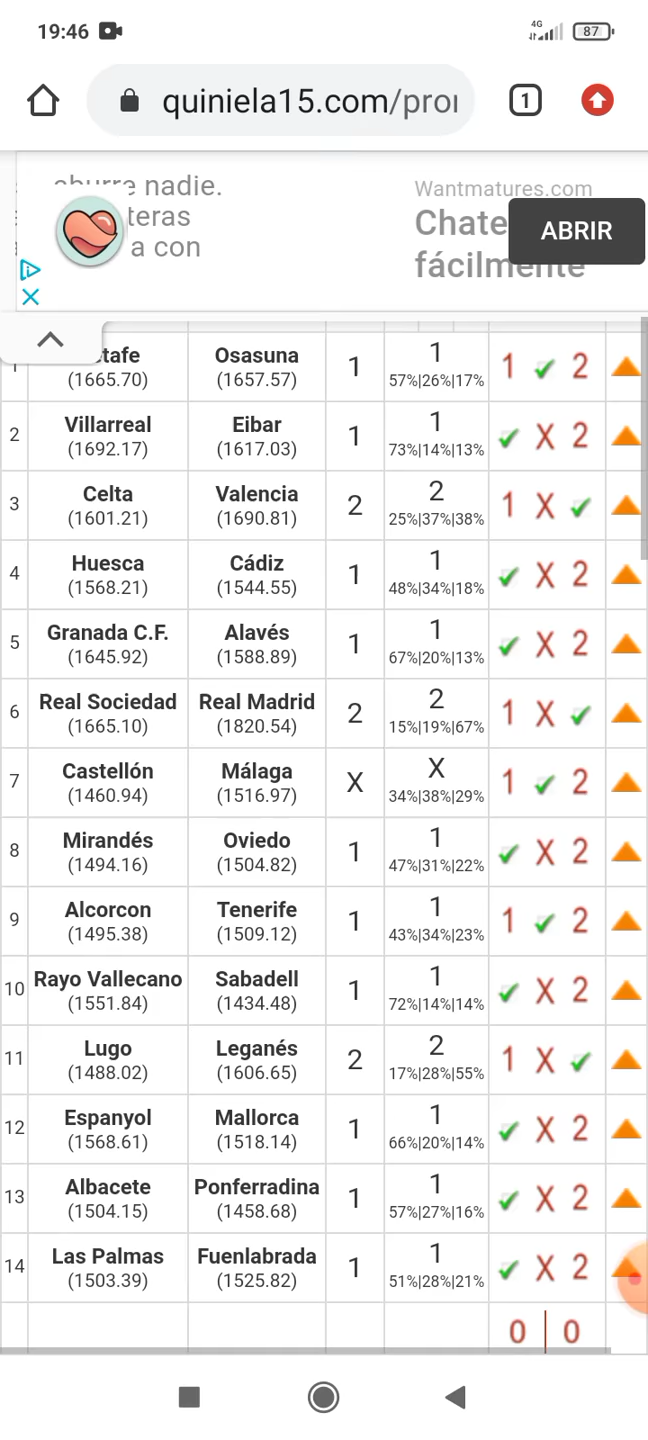 19:46
4G
87
quiniela15.com/pro
1
nadie.
teras
a con
Wantmatures.com
Chate
fácilmente
ABRIR
1 tafe Osasuna 1 1 1 2
(1665.70) (1657.57) 57%|26%|17%
2 Villarreal Eibar 1 1 X 2
(1692.17) (1617.03) 73%|14%|13%
3 Celta Valencia 2 2 1 X
(1601.21) (1690.81) 25%|37%|38%
4 Huesca Cádiz 1 1 X 2
(1568.21) (1544.55) 48%|34%|18%
5 Granada C.F. Alavés 1 1 X 2
(1645.92) (1588.89) 67%|20%|13%
6 Real Sociedad Real Madrid 2 2 1 X
(1665.10) (1820.54) 15%|19%|67%
7 Castellón Málaga X X 1 2
(1460.94) (1516.97) 34%|38%|29%
8 Mirandés Oviedo 1 1 X 2
(1494.16) (1504.82) 47%|31%|22%
9 Alcorcon Tenerife 1 1 1 2
(1495.38) (1509.12) 43%|34%|23%
10 Rayo Vallecano Sabadell 1 1 X 2
(1551.84) (1434.48) 72%|14%|14%
11 Lugo Leganés 2 2 1 X
(1488.02) (1606.65) 17%|28%|55%
12 Espanyol Mallorca 1 1 X 2
(1568.61) (1518.14) 66%|20%|14%
13 Albacete Ponferradina 1 1 X 2
(1504.15) (1458.68) 57%|27%|16%
14 Las Palmas Fuenlabrada 1 1 X 2
(1503.39) (1525.82) 51%|28%|21%
0 0